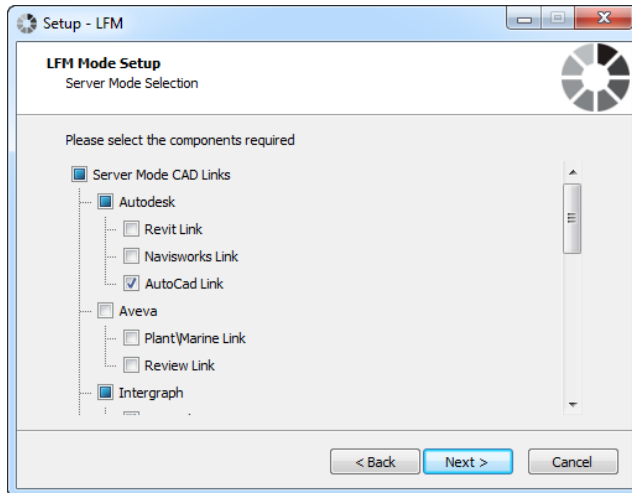 Setup - LFM
LFM Mode Setup
Server Mode Selection
Please select the components required
Server Mode CAD Links
Autodesk
Revit Link
Navisworks Link
AutoCad Link
Aveva
Plant\Marine Link
Review Link
Intergraph
< Back
Next >
Cancel